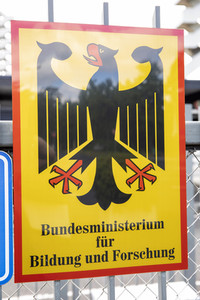 Bundesministerium
für
Bildung und Forschung